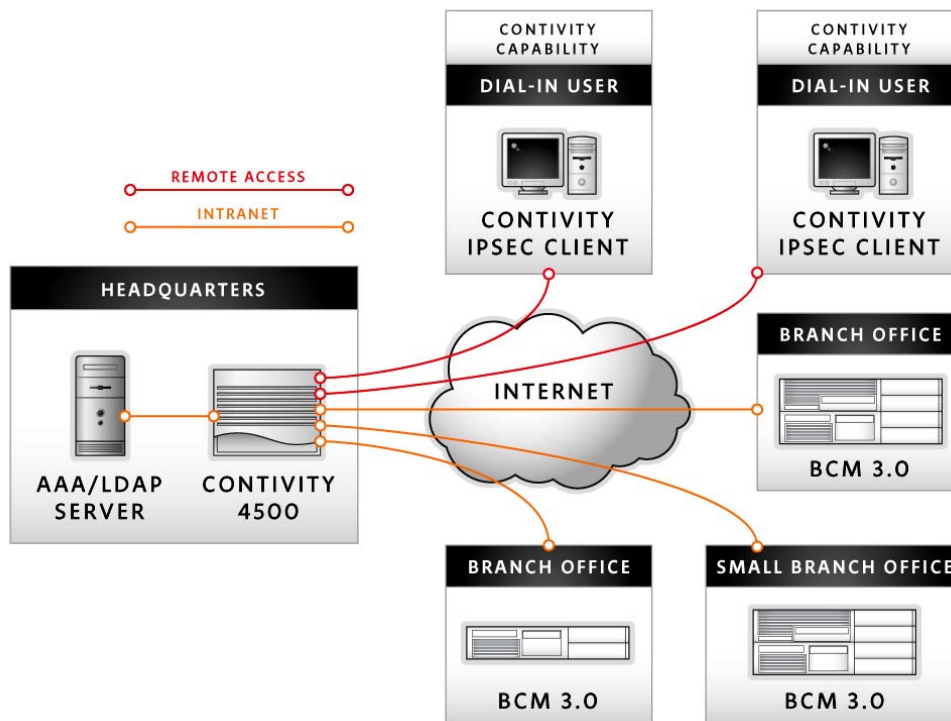 CONTIVITY
CAPABILITY
DIAL-IN USER
CONTIVITY
IPSEC CLIENT
CONTIVITY
CAPABILITY
DIAL-IN USER
CONTIVITY
IPSEC CLIENT
REMOTE ACCESS
INTRANET
HEADQUARTERS
AAA/LDAP
SERVER
CONTIVITY
4500
INTERNET
BRANCH OFFICE
BCM 3.0
BRANCH OFFICE
BCM 3.0
SMALL BRANCH OFFICE
BCM 3.0